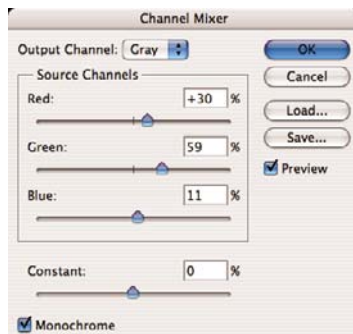 Channel Mixer
Output Channel: Gray
OK
Source Channels
Cancel
Red: +30 %
Load...
Green: 59 %
Save...
Preview
Blue: 11 %
Constant: 0 %
Monochrome